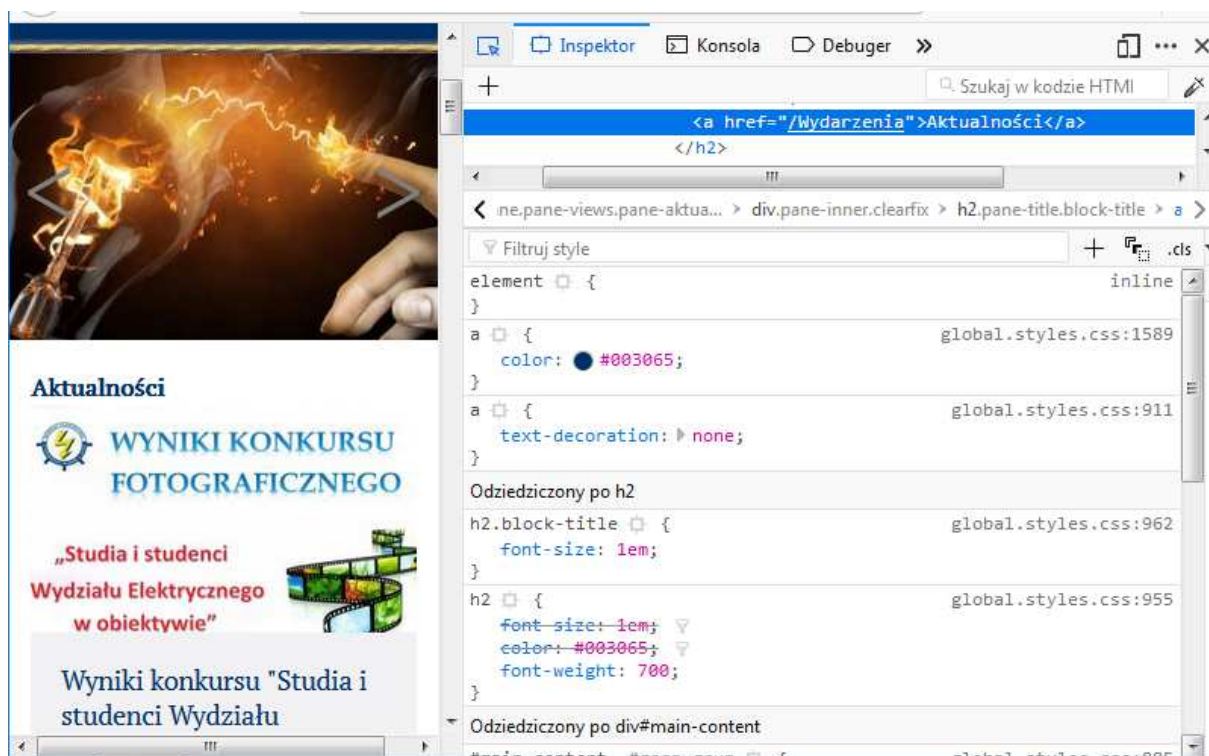 Inspektor Konsola Debuger
Szukaj w kodzie HTMI
<a href="/Wydarzenia">Aktualności</a>
</h2>
ne.pane-views.pane-aktua... > div.pane-inner.clearfix > h2.pane-title.block-title > a
Filtruj style
.cls
element {
inline
}
a {
global.styles.css:1589
color: #003065;
}
a {
global.styles.css:911
text-decoration: none;
}
Odziedziczony po h2
h2.block-title {
global.styles.css:962
font-size: 1em;
}
h2 {
global.styles.css:955
font-size: 1em;
color: #003065;
font-weight: 700;
}
Odziedziczony po div#main-content
Aktualności
WYNIKI KONKURSU
FOTOGRAFICZNEGO
„Studia i studenci
Wydziału Elektrycznego
w obiektywie”
Wyniki konkursu "Studia i
studenci Wydziału